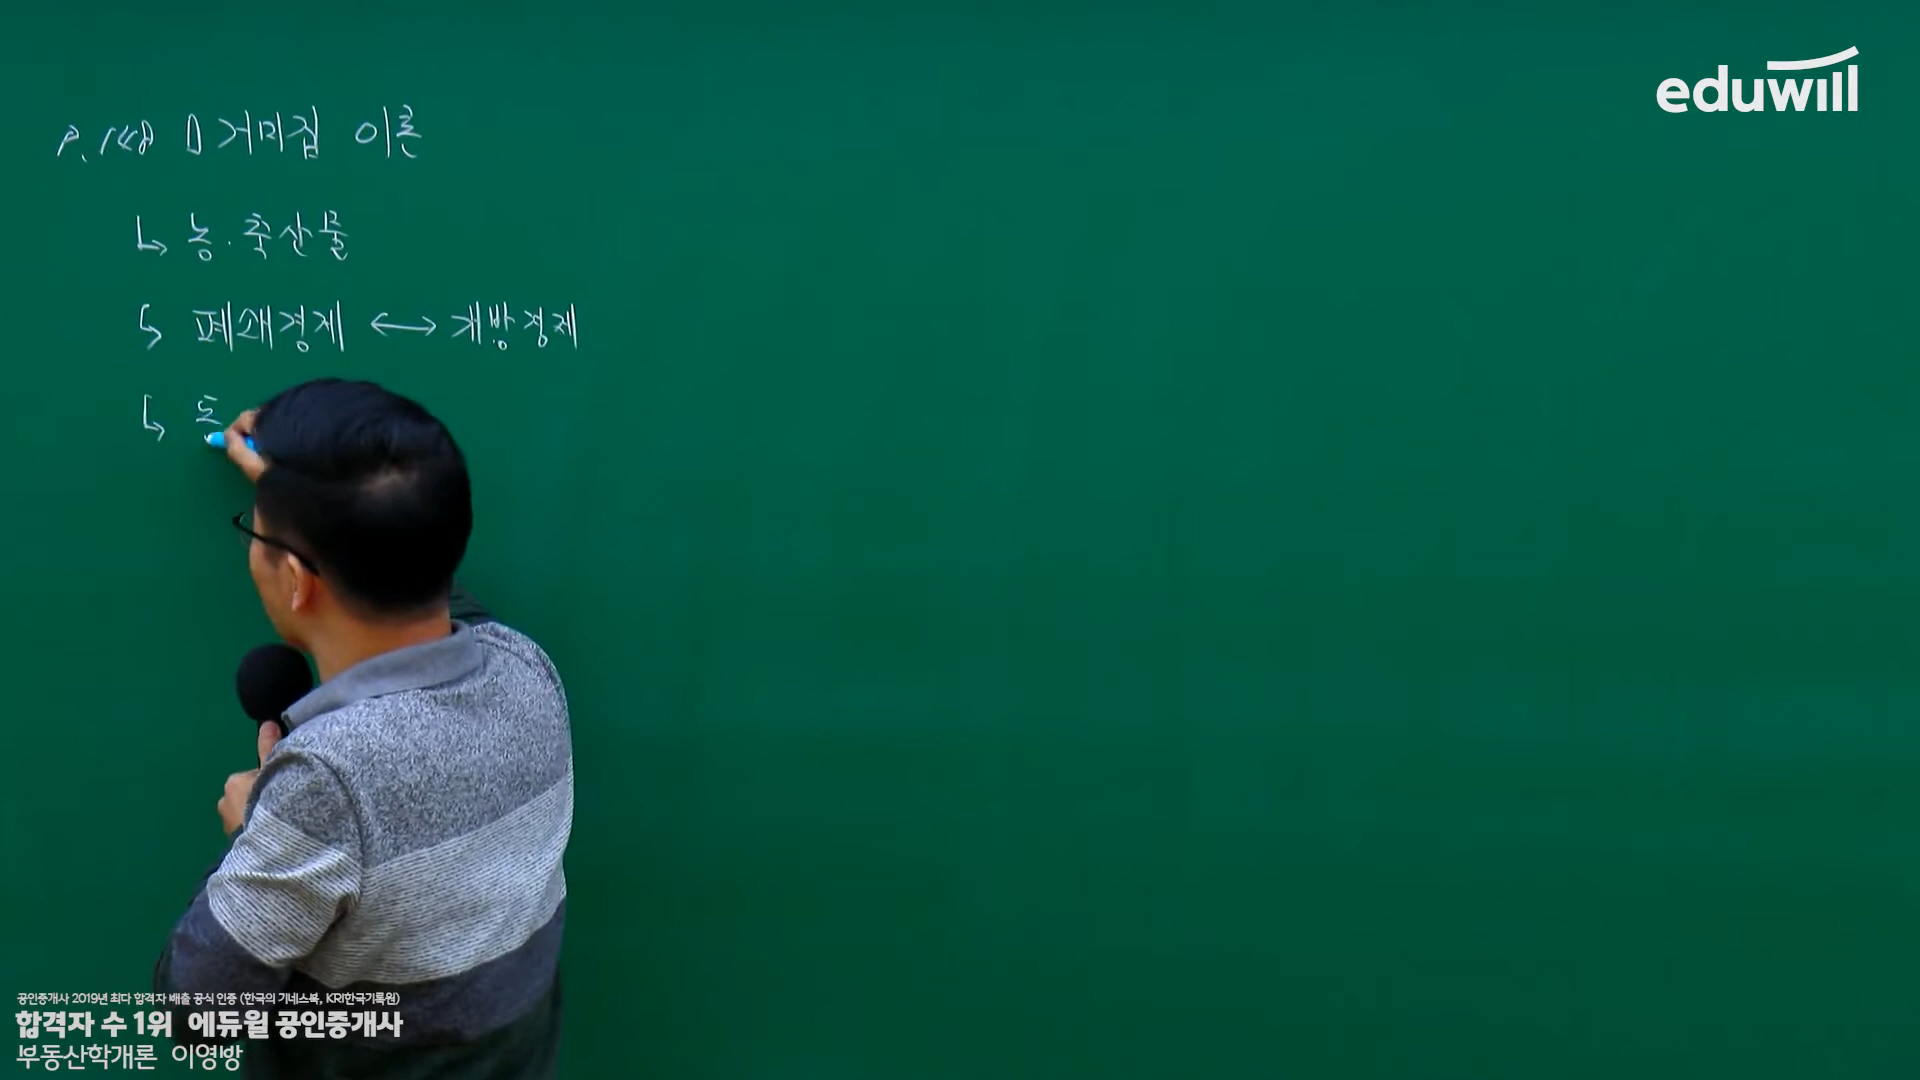 eduwill
P.148 거미집 이론
↳ 농·축산물
↳ 폐쇄경제 ↔ 개방경제
↳
공인중개사 2019년 최다 합격자 배출 공식 인증 (한국의 기네스북, KRI한국기록원)
합격자 수 1위 에듀윌 공인중개사
부동산학개론 이영방